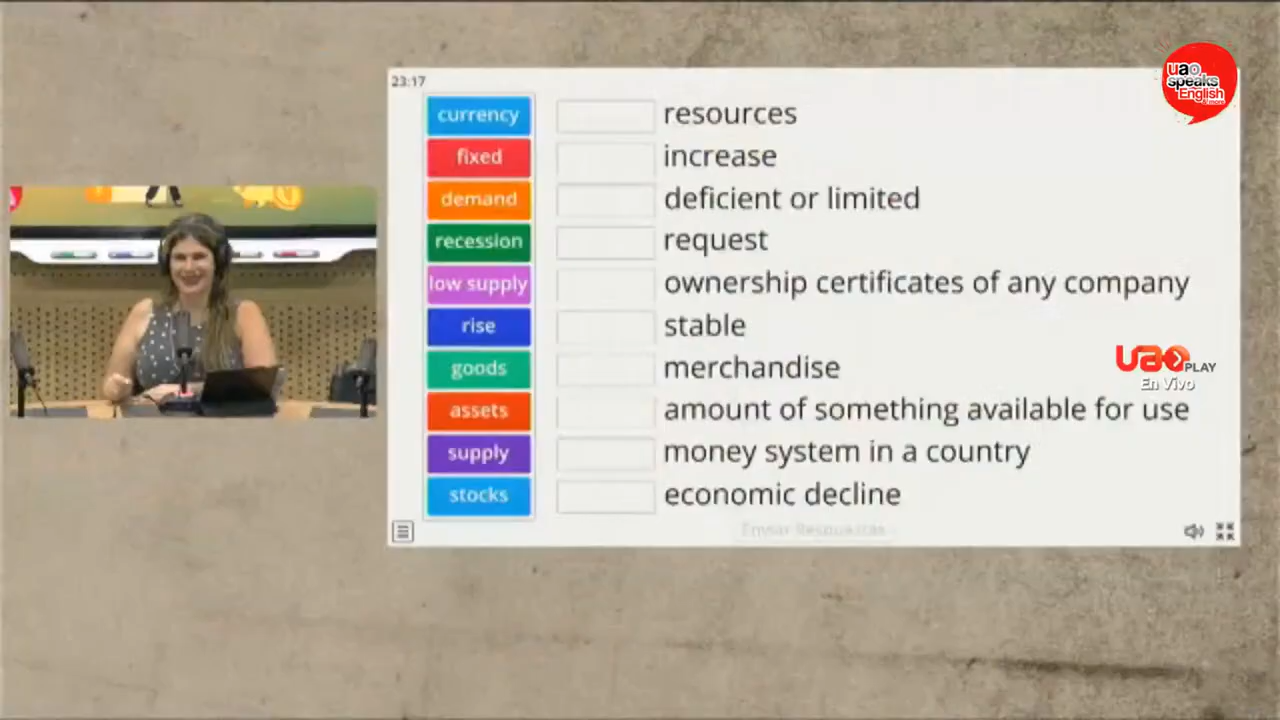 uao
speaks
English
23:17
currency
resources
fixed
increase
demand
deficient or limited
recession
request
low supply
ownership certificates of any company
rise
stable
goods
merchandise
assets
amount of something available for use
supply
money system in a country
stocks
economic decline
Enviar Respuestas
uao PLAY
En Vivo